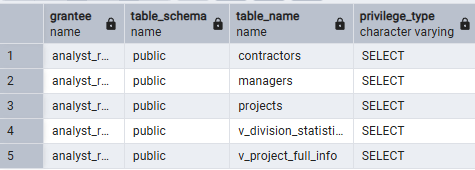 grantee table_schema table_name privilege_type
name name name character varying
1 analyst_r... public contractors SELECT
2 analyst_r... public managers SELECT
3 analyst_r... public projects SELECT
4 analyst_r... public v_division_statisti... SELECT
5 analyst_r... public v_project_full_info SELECT